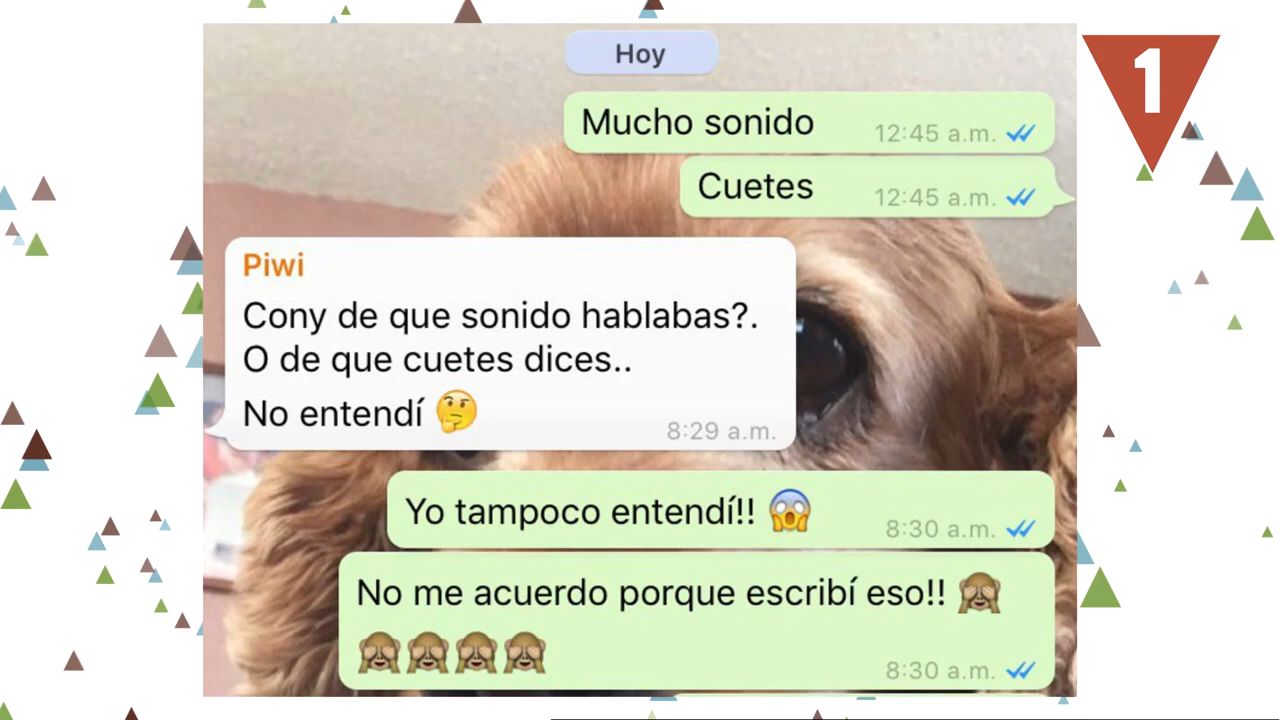 Hoy
1
Mucho sonido
12:45 a.m.
Cuetes
12:45 a.m.
Piwi
Cony de que sonido hablabas?.
O de que cuetes dices..
No entendí 🤔
8:29 a.m.
Yo tampoco entendí!! 😱
8:30 a.m.
No me acuerdo porque escribí eso!! 🙈
🙈🙈🙈🙈
8:30 a.m.